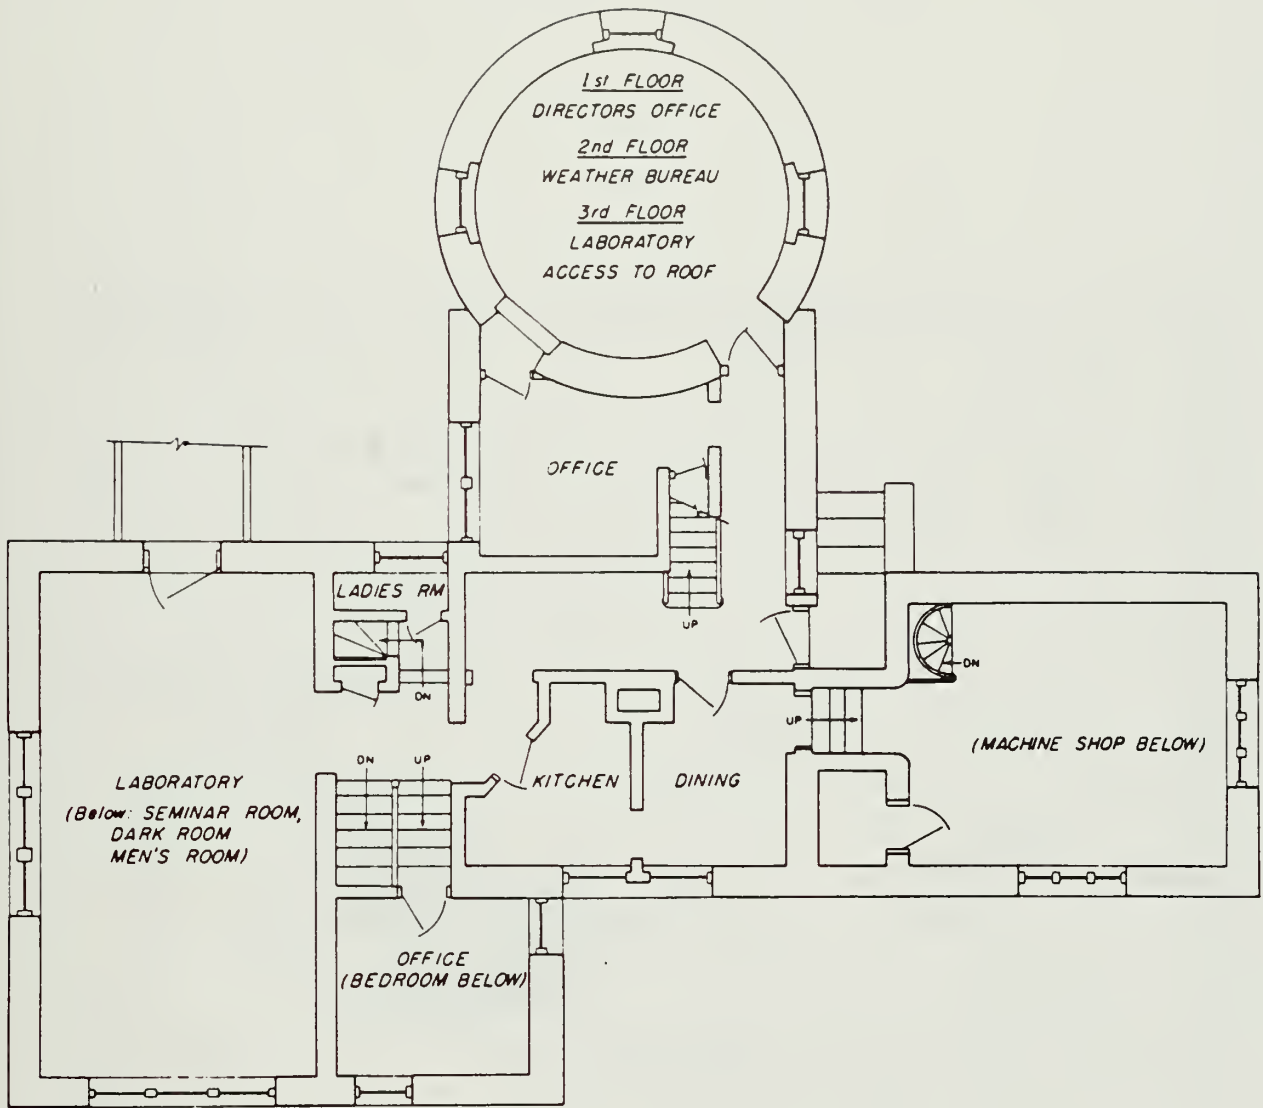 1st FLOOR
DIRECTORS OFFICE
2nd FLOOR
WEATHER BUREAU
3rd FLOOR
LABORATORY
ACCESS TO ROOF
OFFICE
LADIES RM
UP
DN
DN
UP
(MACHINE SHOP BELOW)
DN
UP
KITCHEN
DINING
LABORATORY
(Below: SEMINAR ROOM,
DARK ROOM
MEN'S ROOM)
OFFICE
(BEDROOM BELOW)